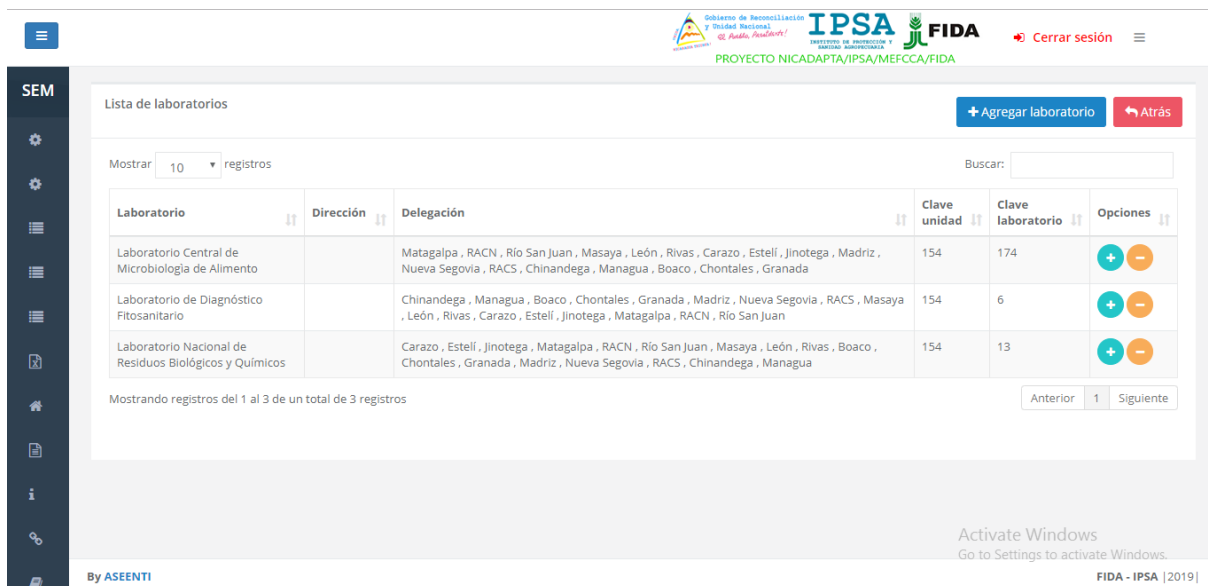 Gobierno de Reconciliación
y Unidad Nacional
El Pueblo, Presidente!
IPSA
INSTITUTO DE PROTECCIÓN Y
SANIDAD AGROPECUARIA
FIDA
PROYECTO NICADAPTA/IPSA/MEFCCA/FIDA
Cerrar sesión
SEM
Lista de laboratorios
Agregar laboratorio
Atrás
Mostrar 10 registros
Buscar:
Laboratorio Dirección Delegación Clave unidad Clave laboratorio Opciones
Laboratorio Central de
Microbiologìa de Alimento
Matagalpa , RACN , Río San Juan , Masaya , León , Rivas , Carazo , Estelí , Jinotega , Madriz ,
Nueva Segovia , RACS , Chinandega , Managua , Boaco , Chontales , Granada
154
174
Laboratorio de Diagnóstico
Fitosanitario
Chinandega , Managua , Boaco , Chontales , Granada , Madriz , Nueva Segovia , RACS , Masaya
, León , Rivas , Carazo , Estelí , Jinotega , Matagalpa , RACN , Río San Juan
154
6
Laboratorio Nacional de
Residuos Biológicos y Químicos
Carazo , Estelí , Jinotega , Matagalpa , RACN , Río San Juan , Masaya , León , Rivas , Boaco ,
Chontales , Granada , Madriz , Nueva Segovia , RACS , Chinandega , Managua
154
13
Mostrando registros del 1 al 3 de un total de 3 registros
Anterior 1 Siguiente
Activate Windows
Go to Settings to activate Windows.
By ASEENTI
FIDA - IPSA |2019|